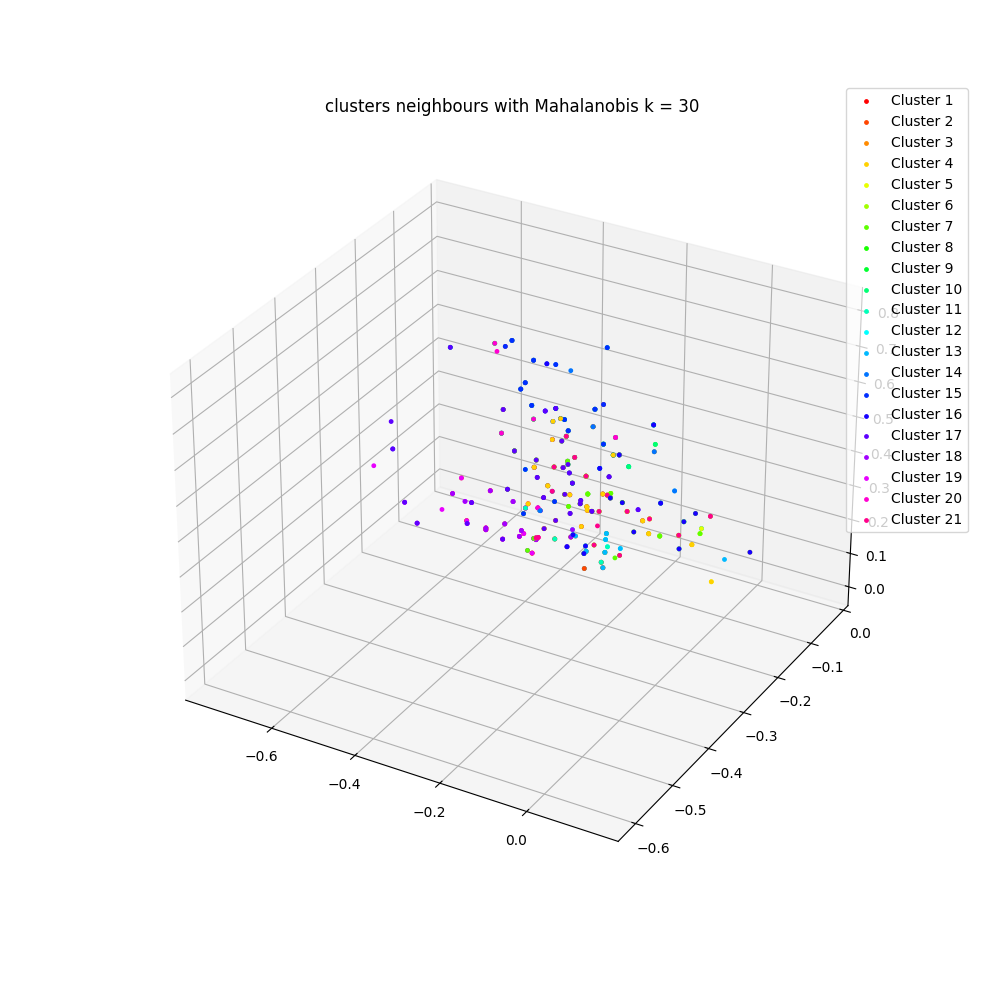 clusters neighbours with Mahalanobis k = 30
Cluster 1
Cluster 2
Cluster 3
Cluster 4
Cluster 5
Cluster 6
Cluster 7
Cluster 8
Cluster 9
Cluster 10
Cluster 11
Cluster 12
Cluster 13
Cluster 14
Cluster 15
Cluster 16
Cluster 17
Cluster 18
Cluster 19
Cluster 20
Cluster 21
0.8
0.7
0.6
0.5
0.4
0.3
0.2
0.1
0.0
0.0
−0.1
−0.2
−0.3
−0.4
−0.5
−0.6
−0.6
−0.4
−0.2
0.0